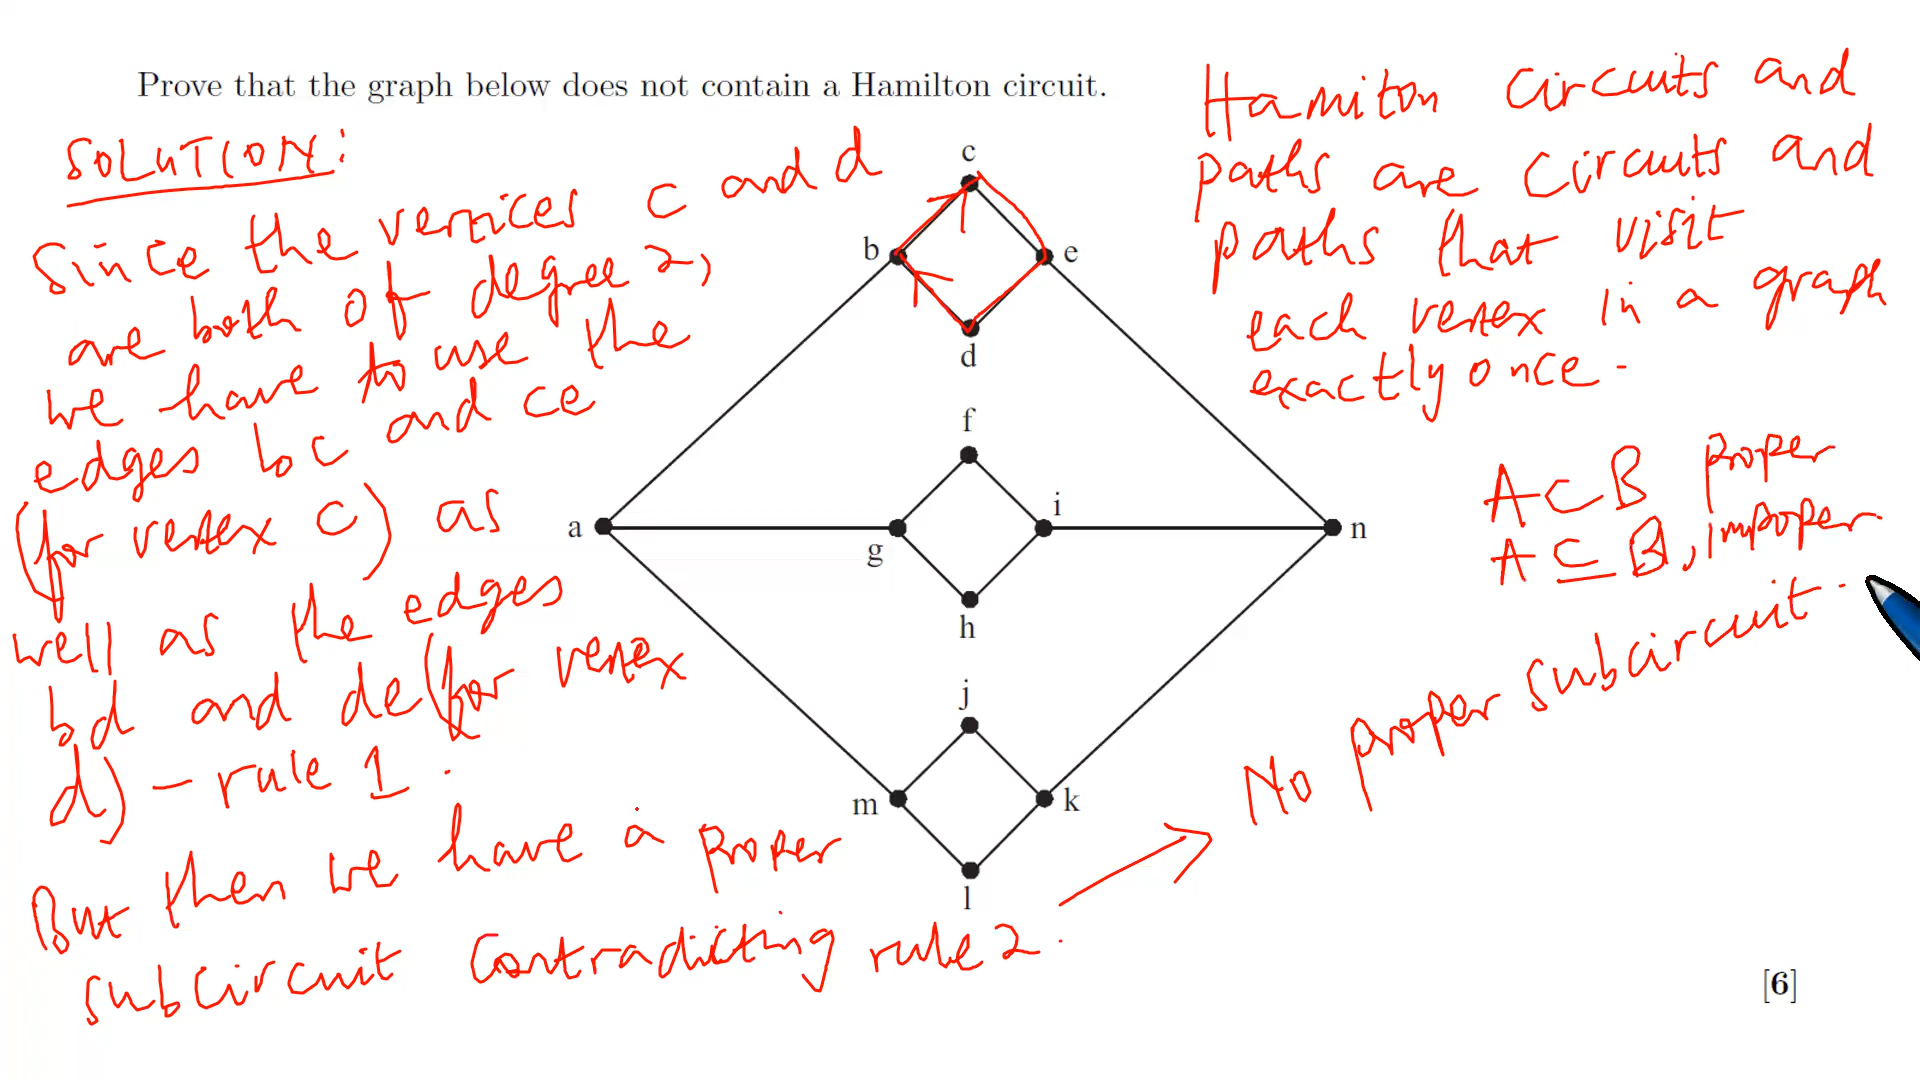 Prove that the graph below does not contain a Hamilton circuit.
SOLUTION:
Since the vertices c and d
are both of degree 2,
we have to use the
edges bc and ce
(for vertex c) as
well as the edges
bd and de (for vertex
d) – rule 1.
But then we have a proper
subcircuit contradicting rule 2.
c
b
e
d
f
a
g
i
n
h
j
m
k
l
Hamiton circuits and
paths are circuits and
paths that visit
each vertex in a graph
exactly once.
A ⊂ B proper
A ⊆ B, improper
No proper subcircuit.
[6]